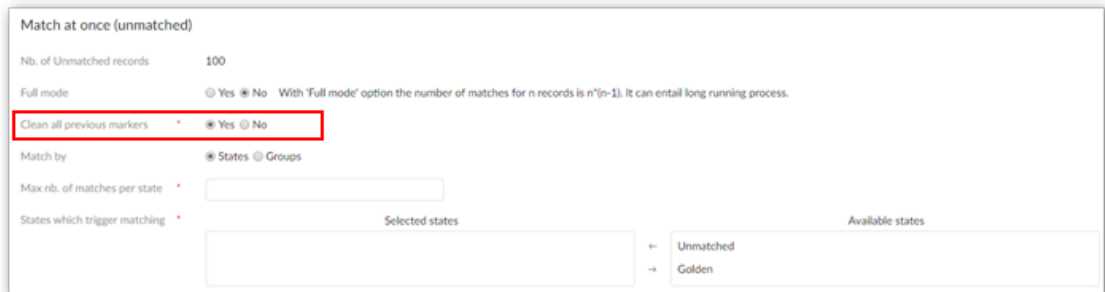 Match at once (unmatched)
Nb. of Unmatched records 100
Full mode Yes No With 'Full mode' option the number of matches for n records is n*(n-1). It can entail long running process.
Clean all previous markers * Yes No
Match by States Groups
Max nb. of matches per state *
States which trigger matching * Selected states Available states
← Unmatched
→ Golden